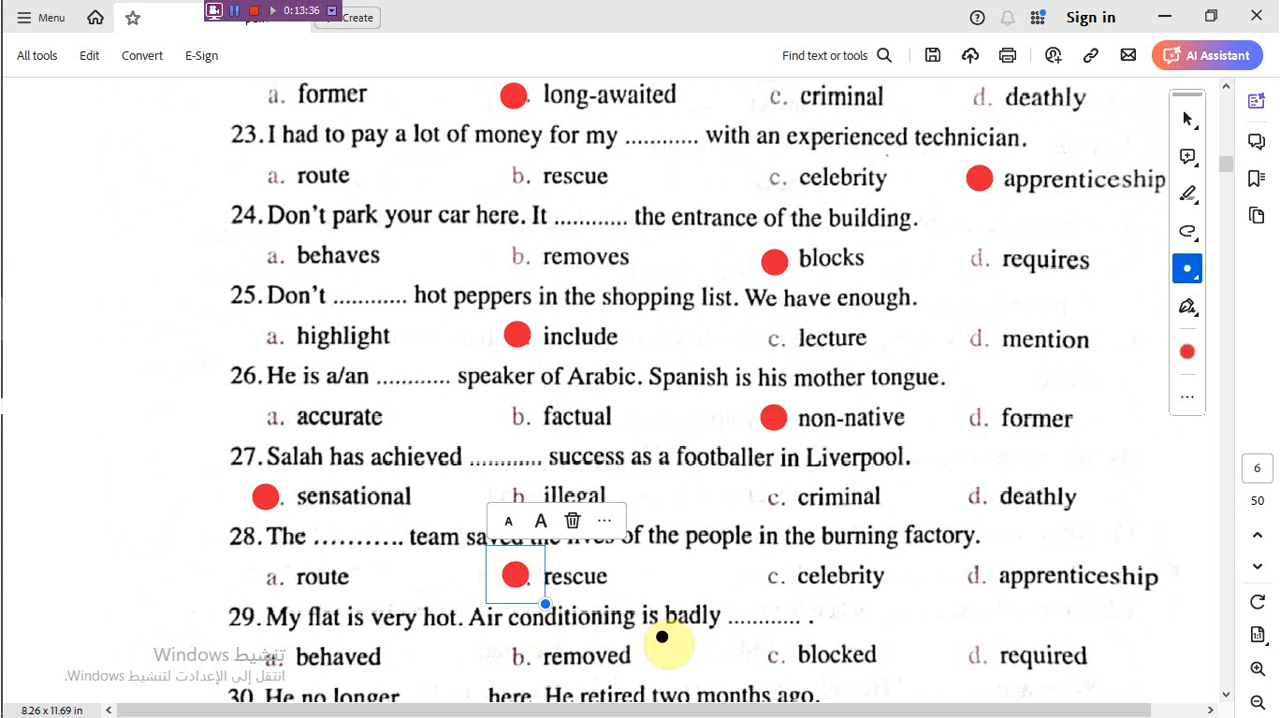 Menu
0:13:36
Create
Sign in
All tools
Edit
Convert
E-Sign
Find text or tools
AI Assistant
a. former
long-awaited
c. criminal
d. deathly
23. I had to pay a lot of money for my ............ with an experienced technician.
a. route
b. rescue
c. celebrity
apprenticeship
24. Don't park your car here. It ............ the entrance of the building.
a. behaves
b. removes
blocks
d. requires
25. Don't ............ hot peppers in the shopping list. We have enough.
a. highlight
include
c. lecture
d. mention
26. He is a/an ............ speaker of Arabic. Spanish is his mother tongue.
a. accurate
b. factual
non-native
d. former
27. Salah has achieved ............ success as a footballer in Liverpool.
sensational
b. illegal
c. criminal
d. deathly
A A
28. The ............ team saved the lives of the people in the burning factory.
a. route
rescue
c. celebrity
d. apprenticeship
29. My flat is very hot. Air conditioning is badly ............ .
a. behaved
b. removed
c. blocked
d. required
تنشيط Windows
انتقل إلى الإعدادت لتنشيط Windows.
30. He no longer ............ here. He retired two months ago.
6
50
8.26 x 11.69 in